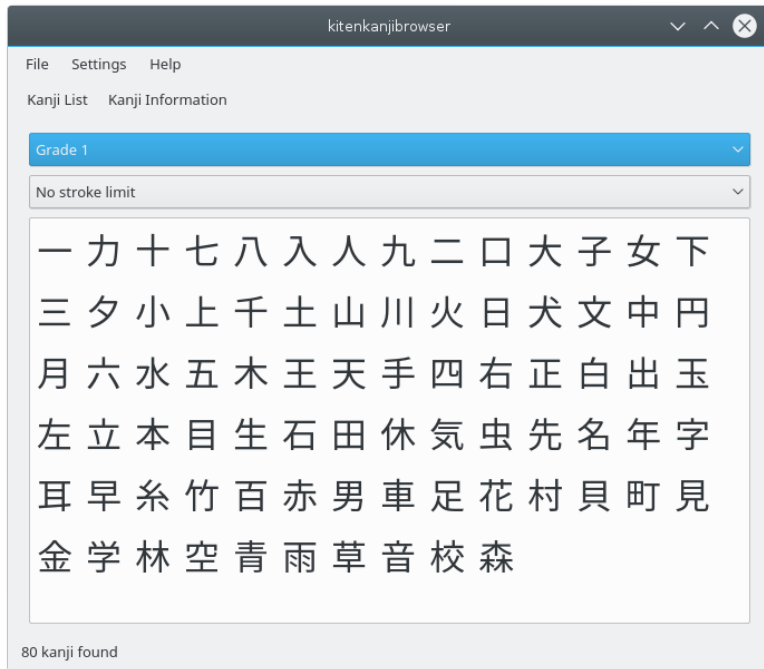 kitenkanjibrowser
File Settings Help
Kanji List Kanji Information
Grade 1
No stroke limit
一 力 十 七 八 入 人 九 二 口 大 子 女 下
三 夕 小 上 千 土 山 川 火 日 犬 文 中 円
月 六 水 五 木 王 天 手 四 右 正 白 出 玉
左 立 本 目 生 石 田 休 気 虫 先 名 年 字
耳 早 糸 竹 百 赤 男 車 足 花 村 貝 町 見
金 学 林 空 青 雨 草 音 校 森
80 kanji found